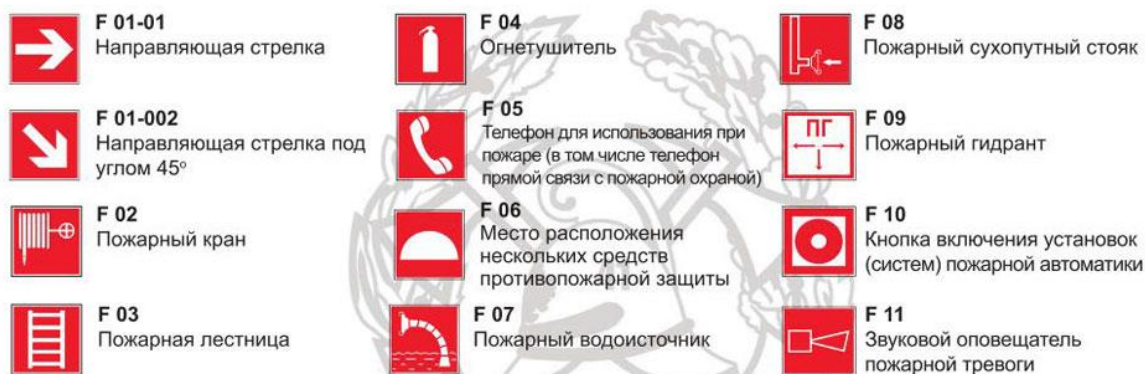 F 01-01
Направляющая стрелка
F 01-002
Направляющая стрелка под
углом 45º
F 02
Пожарный кран
F 03
Пожарная лестница
F 04
Огнетушитель
F 05
Телефон для использования при
пожаре (в том числе телефон
прямой связи с пожарной охраной)
F 06
Место расположения
нескольких средств
противопожарной защиты
F 07
Пожарный водоисточник
F 08
Пожарный сухопутный стояк
ПГ
F 09
Пожарный гидрант
F 10
Кнопка включения установок
(систем) пожарной автоматики
F 11
Звуковой оповещатель
пожарной тревоги